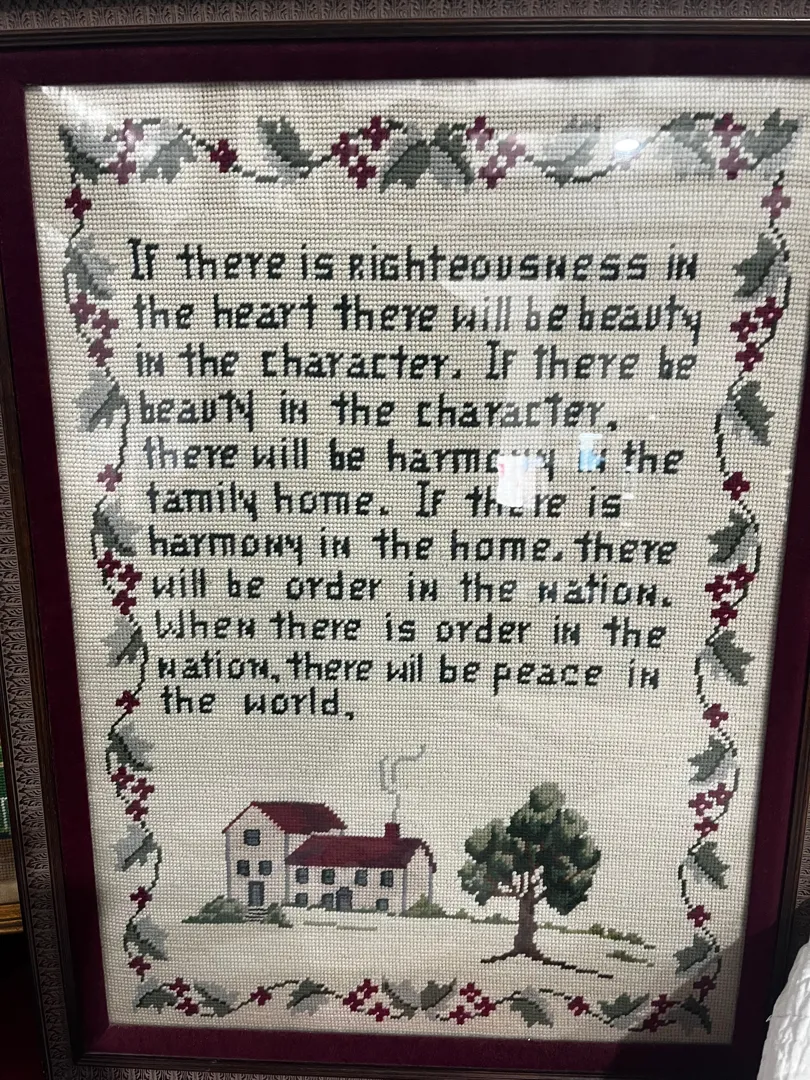 If there is Righteousness in
the heart there will be beauty
in the character. If there be
beauty in the character,
there will be harmony in the
family home. If there is
harmony in the home, there
will be order in the nation.
When there is order in the
nation, there wil be peace in
the world.